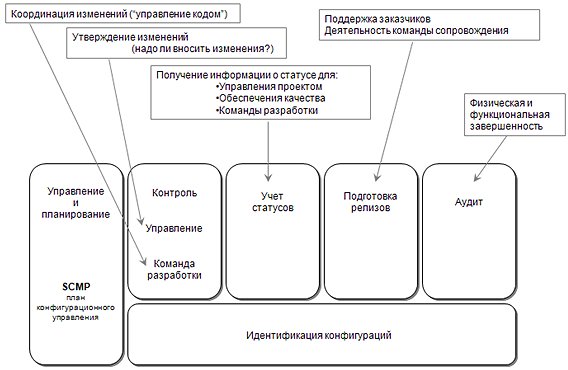 Координация изменений (“управление кодом”)
Утверждение изменений
(надо ли вносить изменения?)
Поддержка заказчиков
Деятельность команды сопровождения
Получение информации о статусе для:
•Управления проектом
•Обеспечения качества
•Команды разработки
Физическая и
функциональная
завершенность
Управление
и
планирование
SCMP
план
конфигурационного
управления
Контроль
Управление
Команда
разработки
Учет
статусов
Подготовка
релизов
Аудит
Идентификация конфигураций